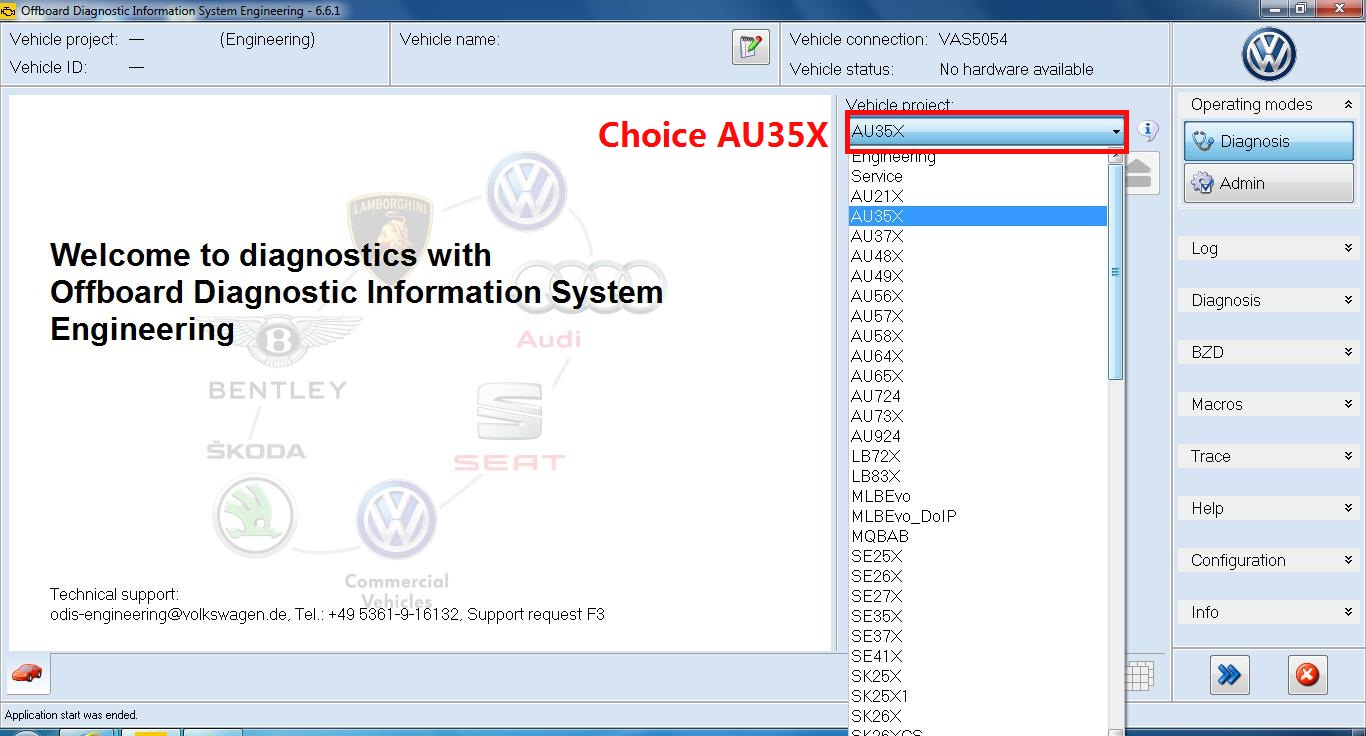 Offboard Diagnostic Information System Engineering - 6.6.1
Vehicle project: — (Engineering)
Vehicle ID: —
Vehicle name:
Vehicle connection: VAS5054
Vehicle status: No hardware available
Choice AU35X
Welcome to diagnostics with
Offboard Diagnostic Information System
Engineering
LAMBORGHINI
Audi
BENTLEY
SEAT
ŠKODA
Commercial
Vehicles
Technical support:
odis-engineering@volkswagen.de, Tel.: +49 5361-9-16132, Support request F3
Vehicle project:
AU35X
Engineering
Service
AU21X
AU35X
AU37X
AU48X
AU49X
AU56X
AU57X
AU58X
AU64X
AU65X
AU724
AU73X
AU924
LB72X
LB83X
MLBEvo
MLBEvo_DoIP
MQBAB
SE25X
SE26X
SE27X
SE35X
SE37X
SE41X
SK25X
SK25X1
SK26X
SK26XCS
Operating modes
Diagnosis
Admin
Log
Diagnosis
BZD
Macros
Trace
Help
Configuration
Info
Application start was ended.